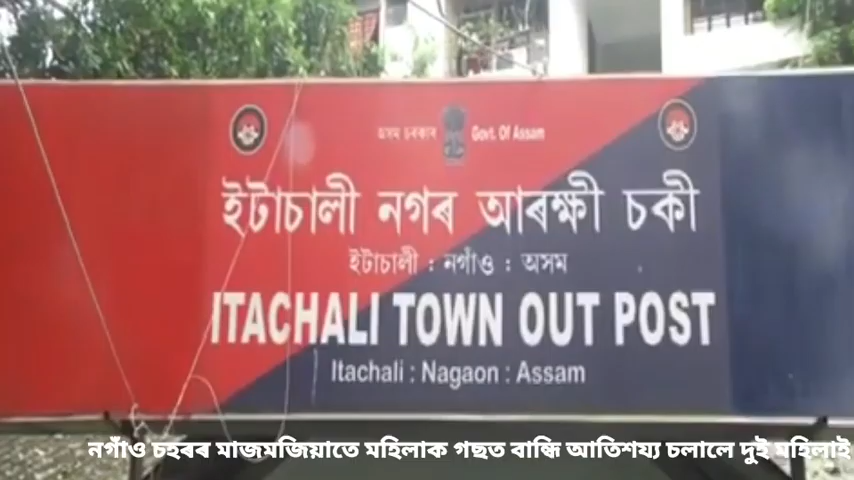 অসম চৰকাৰ Govt. Of Assam
ইটাচালী নগৰ আৰক্ষী চকী
ইটাচালী : নগাঁও : অসম
ITACHALI TOWN OUT POST
Itachali : Nagaon : Assam
নগাঁও চহৰৰ মাজমজিয়াতে মহিলাক গছত বান্ধি আতিশয্য চলালে দুই মহিলাই